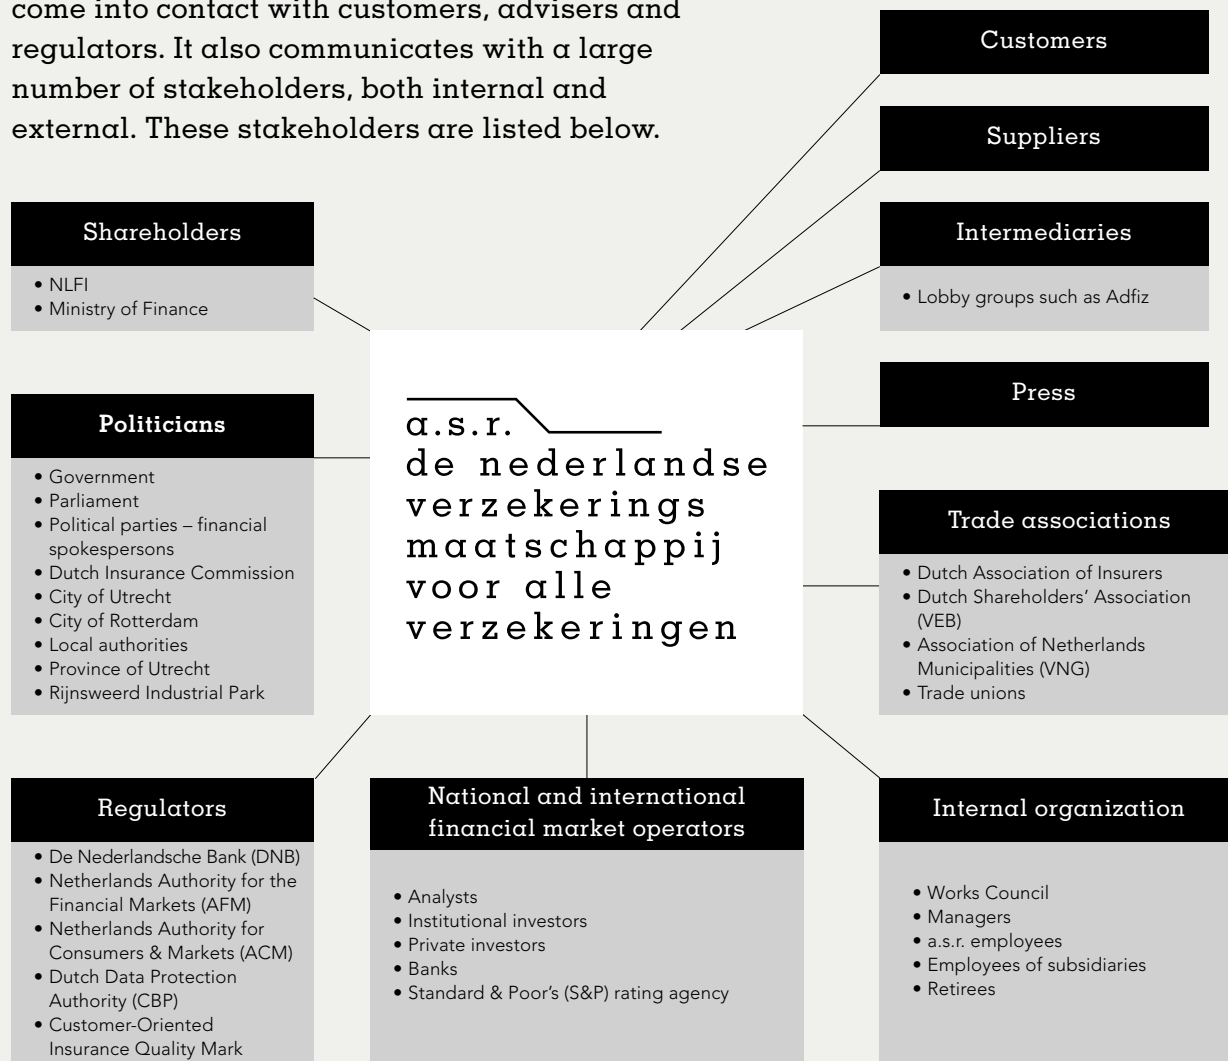 come into contact with customers, advisers and
regulators. It also communicates with a large
number of stakeholders, both internal and
external. These stakeholders are listed below.
Customers
Suppliers
Intermediaries
• Lobby groups such as Adfiz
Shareholders
• NLFI
• Ministry of Finance
Press
Politicians
• Government
• Parliament
• Political parties – financial
spokespersons
• Dutch Insurance Commission
• City of Utrecht
• City of Rotterdam
• Local authorities
• Province of Utrecht
• Rijnsweerd Industrial Park
a.s.r.
de nederlandse
verzekerings
maatschappij
voor alle
verzekeringen
Trade associations
• Dutch Association of Insurers
• Dutch Shareholders’ Association
(VEB)
• Association of Netherlands
Municipalities (VNG)
• Trade unions
Regulators
• De Nederlandsche Bank (DNB)
• Netherlands Authority for the
Financial Markets (AFM)
• Netherlands Authority for
Consumers & Markets (ACM)
• Dutch Data Protection
Authority (CBP)
• Customer-Oriented
Insurance Quality Mark
National and international
financial market operators
• Analysts
• Institutional investors
• Private investors
• Banks
• Standard & Poor’s (S&P) rating agency
Internal organization
• Works Council
• Managers
• a.s.r. employees
• Employees of subsidiaries
• Retirees